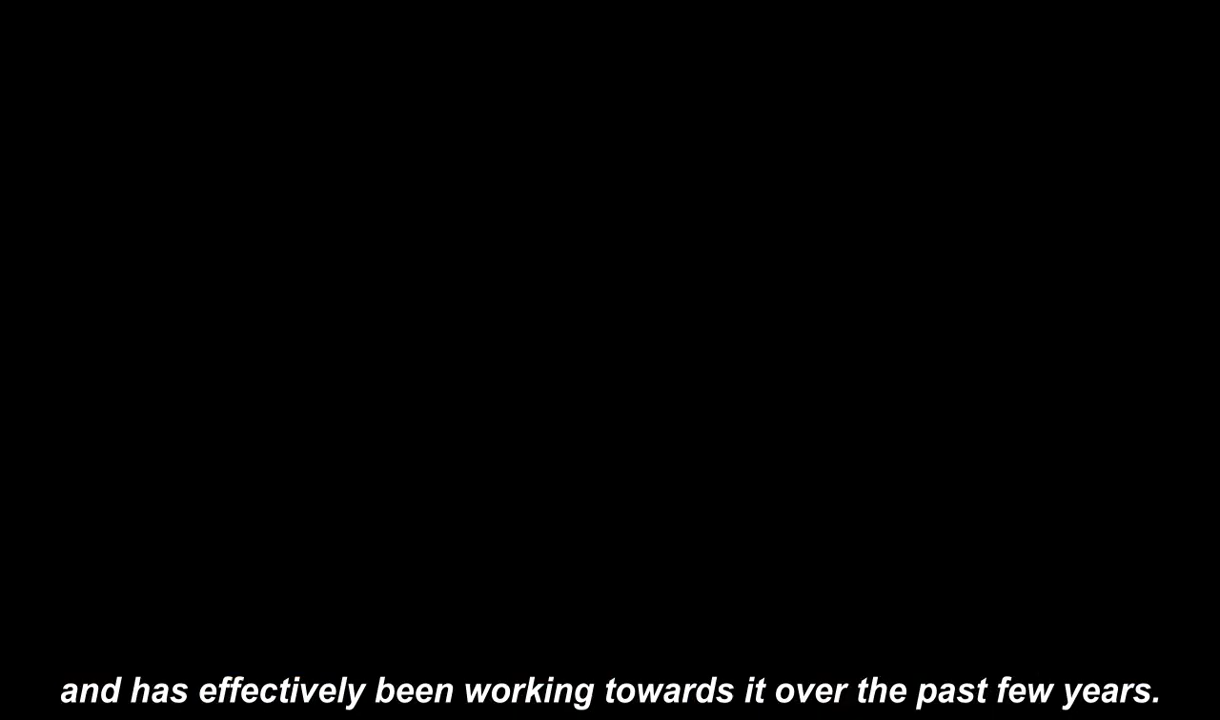 and has effectively been working towards it over the past few years.